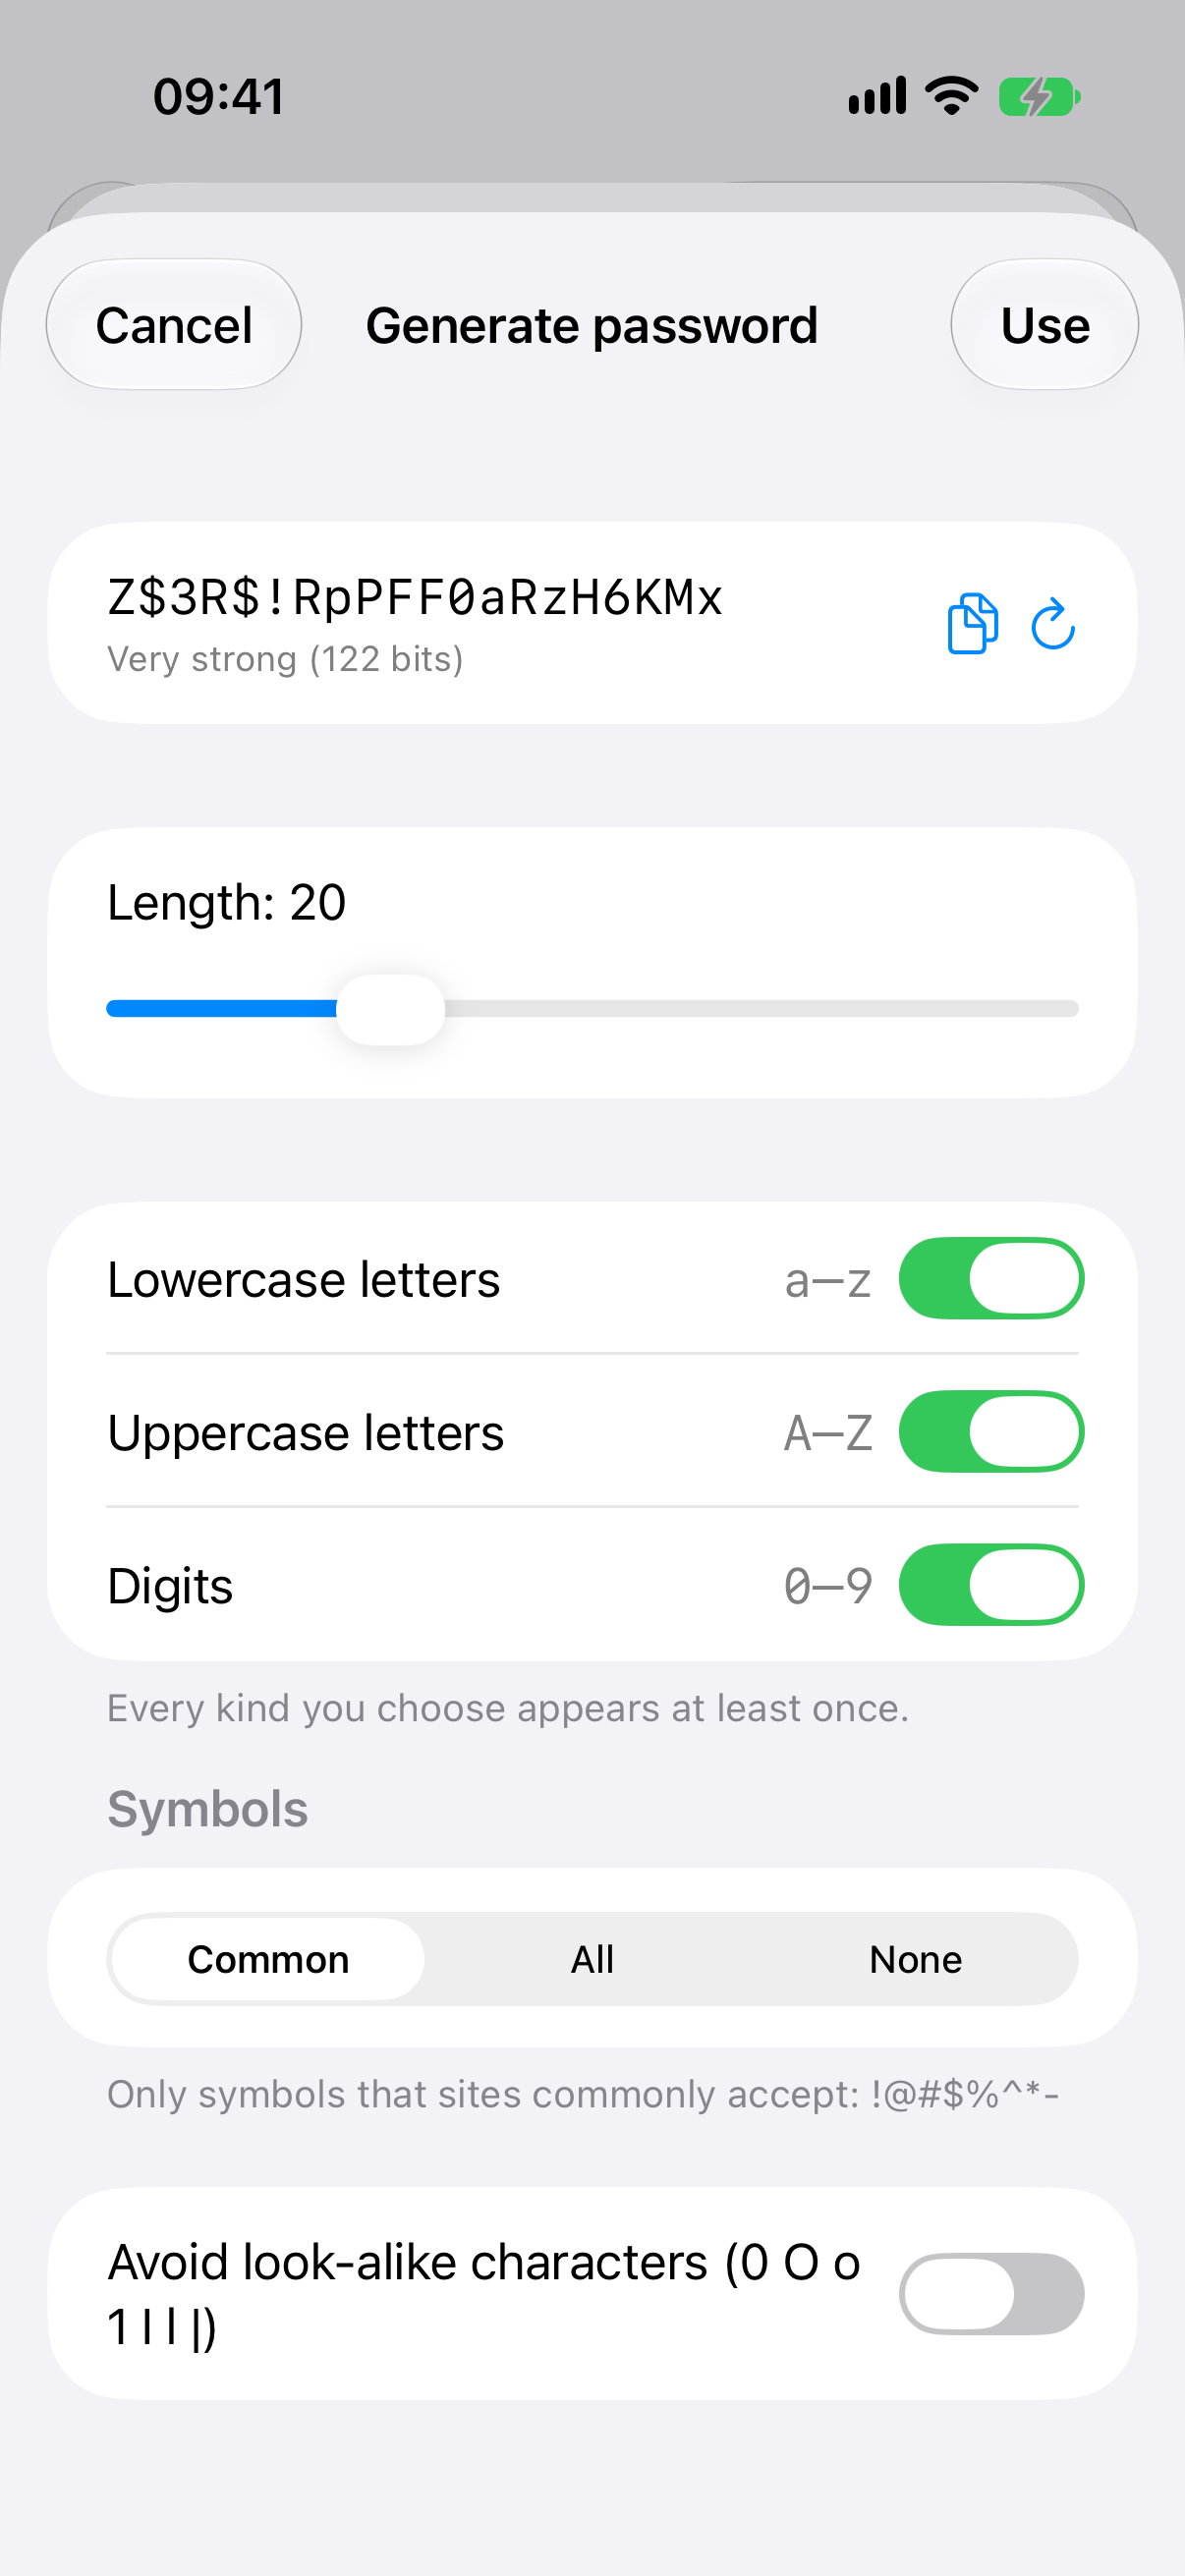 09:41
Cancel Generate password Use
Z$3R$!RpPFF0aRzH6KMx
Very strong (122 bits)
Length: 20
Lowercase letters a–z
Uppercase letters A–Z
Digits 0–9
Every kind you choose appears at least once.
Symbols
Common All None
Only symbols that sites commonly accept: !@#$%^*-
Avoid look-alike characters (0 O o
1 I l |)